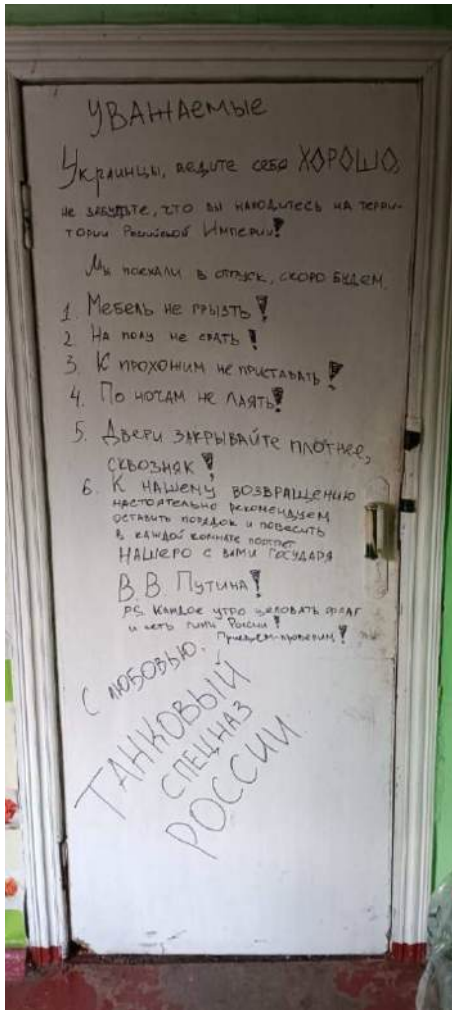 Уважаемые
Украинцы, ведите себя ХОРОШО,
не забудьте, что вы находитесь на терри-
тории Российской Империи!
Мы поехали в отпуск, скоро будем.
1. Мебель не грызть!
2. На полу не срать!
3. К прохожим не приставать!
4. По ночам не лаять!
5. Двери закрывайте плотнее,
сквозняк!
6. К нашему возвращению
настоятельно рекомендуем
оставить порядок и повесить
в каждой комнате портрет
нашего с вами государя
В.В. Путина!
PS. Каждое утро целовать флаг
и петь гимн России!
Приедем-проверим!
С любовью.
ТАНКОВЫЙ
СПЕЦНАЗ
РОССИИ